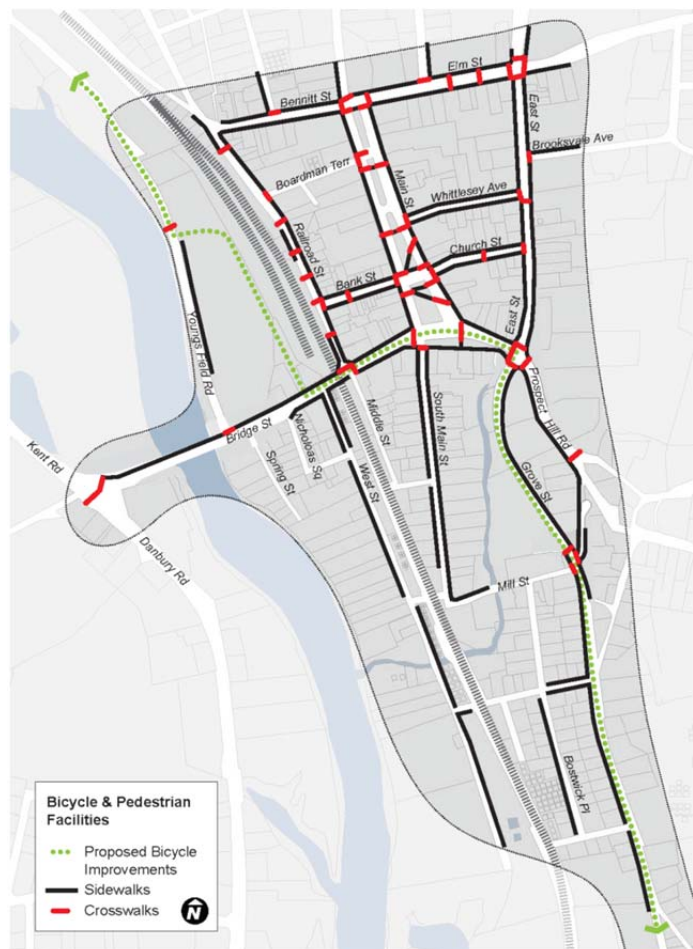 Elm St
Bennitt St
East St
Brooksvale Ave
Boardman Terr
Main St
Whittlesey Ave
Railroad St
Church St
Bank St
East St
Youngs Field Rd
Prospect Hill Rd
Middle St
South Main St
Bridge St
Nicholoas Sq
Kent Rd
Spring St
West St
Grove St
Danbury Rd
Mill St
Bostwick Pl
Bicycle & Pedestrian
Facilities
Proposed Bicycle
Improvements
Sidewalks
Crosswalks
N